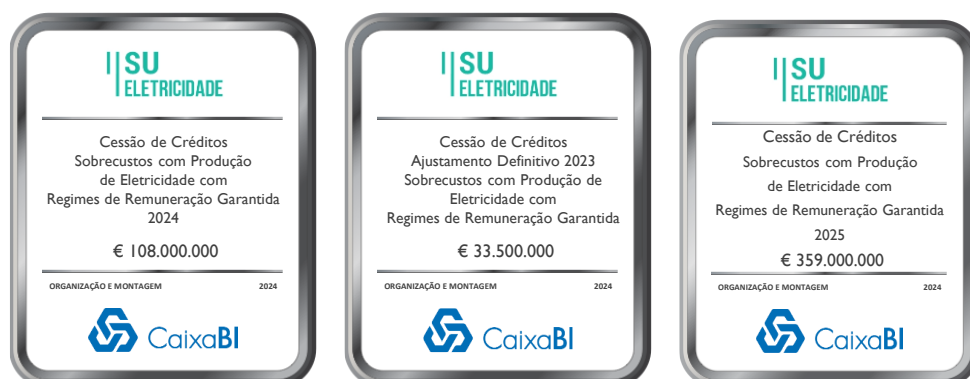 SU
ELETRICIDADE
Cessão de Créditos
Sobrecustos com Produção
de Eletricidade com
Regimes de Remuneração Garantida
2024
€ 108.000.000
ORGANIZAÇÃO E MONTAGEM 2024
CaixaBI
SU
ELETRICIDADE
Cessão de Créditos
Ajustamento Definitivo 2023
Sobrecustos com Produção de
Eletricidade com
Regimes de Remuneração Garantida
€ 33.500.000
ORGANIZAÇÃO E MONTAGEM 2024
CaixaBI
SU
ELETRICIDADE
Cessão de Créditos
Sobrecustos com Produção
de Eletricidade com
Regimes de Remuneração Garantida
2025
€ 359.000.000
ORGANIZAÇÃO E MONTAGEM 2024
CaixaBI